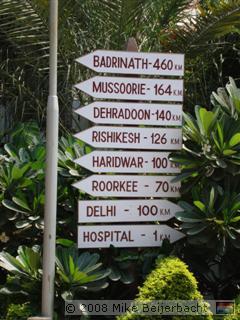 BADRINATH-460 KM
MUSSOORIE-164 KM
DEHRADOON-140 KM
RISHIKESH-126 KM
HARIDWAR-100 KM
ROORKEE - 70 KM
DELHI - 100 KM
HOSPITAL - 1 KM
© 2008 Mike Beijerbacht